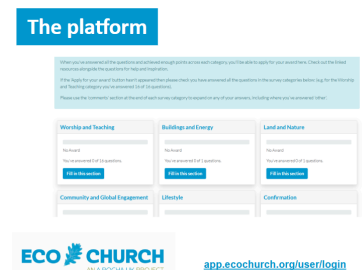 The platform
When you've answered all the questions and achieved enough points across each category, you'll be able to apply for your award here. Check out the linked
resources alongside the questions for help and inspiration.
If the 'Apply for your award' button hasn't appeared then please check you have answered all the questions in the survey categories below (e.g. for the Worship
and Teaching category you've answered 16 of 16 questions).
Please use the 'comments' section at the end of each survey category to expand on any of your answers, including where you've answered 'other'.
Worship and Teaching
Buildings and Energy
Land and Nature
No Award
No Award
No Award
You've answered 0 of 16 questions.
You've answered 0 of 1 questions.
You've answered 0 of 1 questions.
Fill in this section
Fill in this section
Fill in this section
Community and Global Engagement
Lifestyle
Confirmation
ECO CHURCH
AN A ROCHA UK PROJECT
app.ecochurch.org/user/login